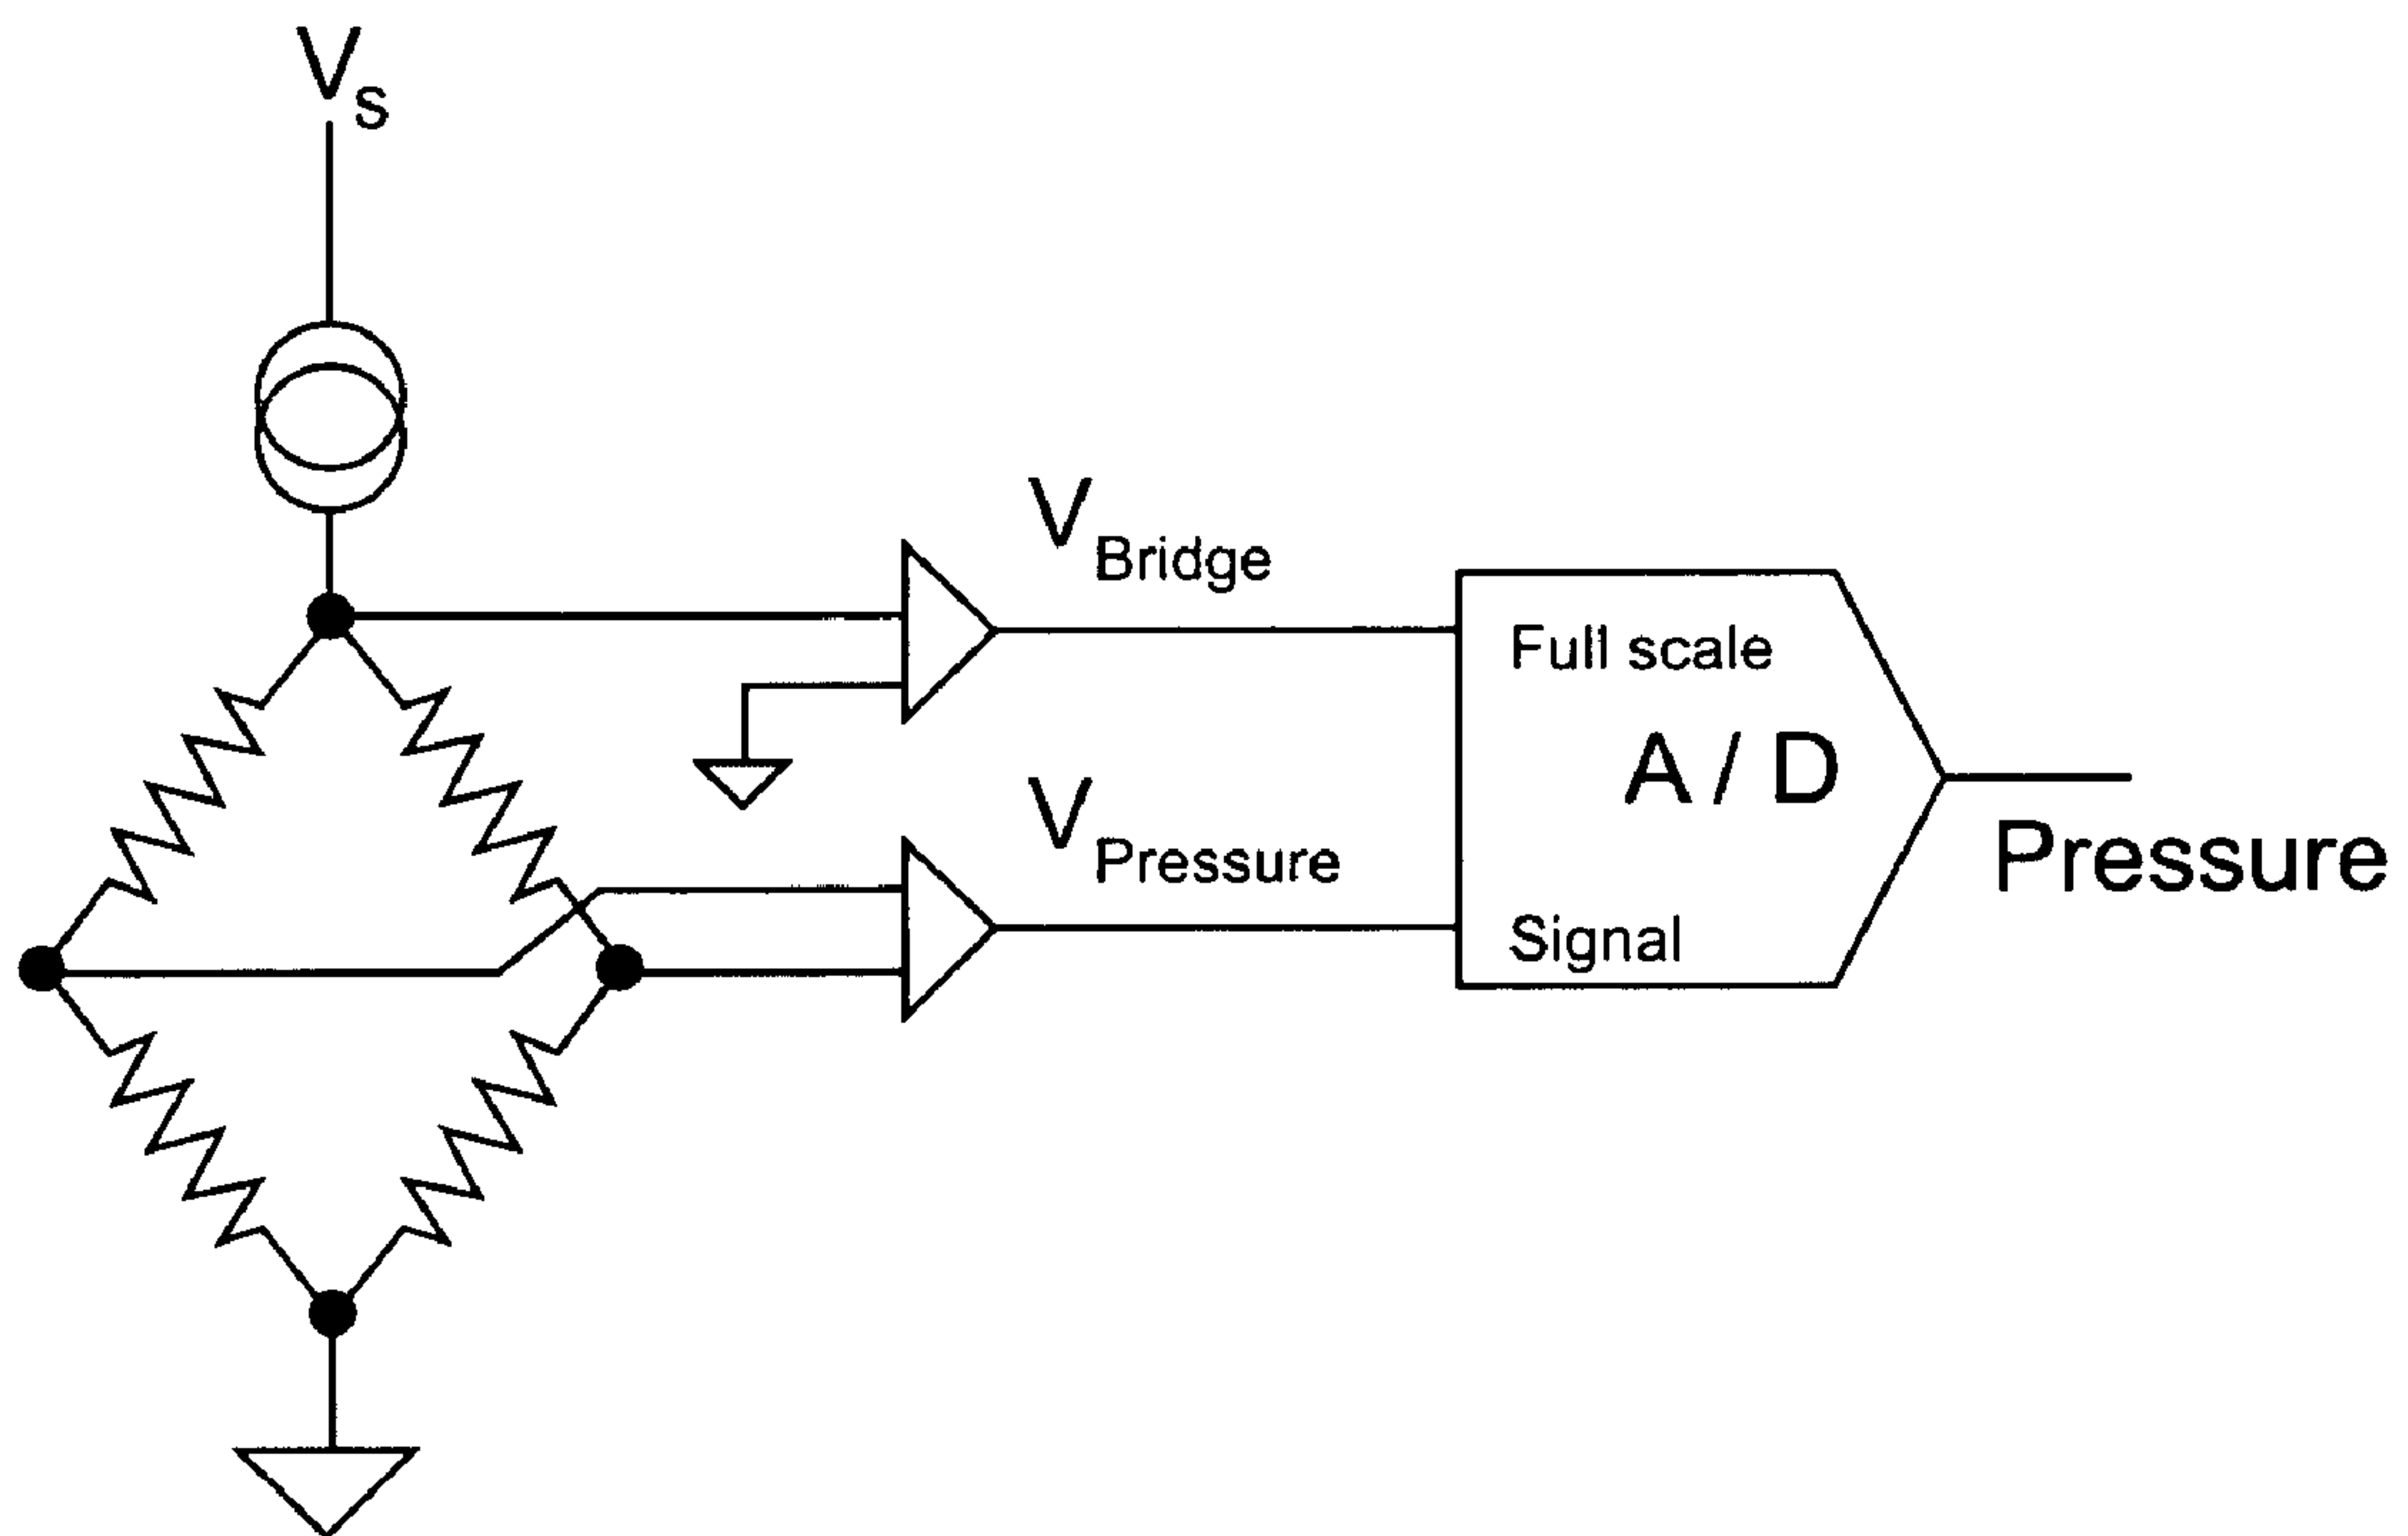 VS
VBridge
Full scale
A / D
VPressure
Pressure
Signal